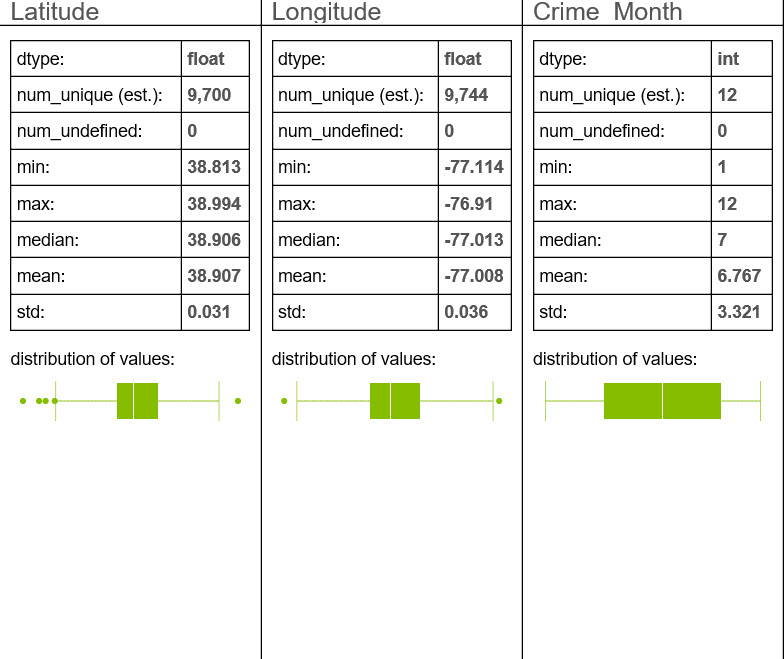 Latitude
dtype: float
num_unique (est.): 9,700
num_undefined: 0
min: 38.813
max: 38.994
median: 38.906
mean: 38.907
std: 0.031
distribution of values:
Longitude
dtype: float
num_unique (est.): 9,744
num_undefined: 0
min: -77.114
max: -76.91
median: -77.013
mean: -77.008
std: 0.036
distribution of values:
Crime Month
dtype: int
num_unique (est.): 12
num_undefined: 0
min: 1
max: 12
median: 7
mean: 6.767
std: 3.321
distribution of values: